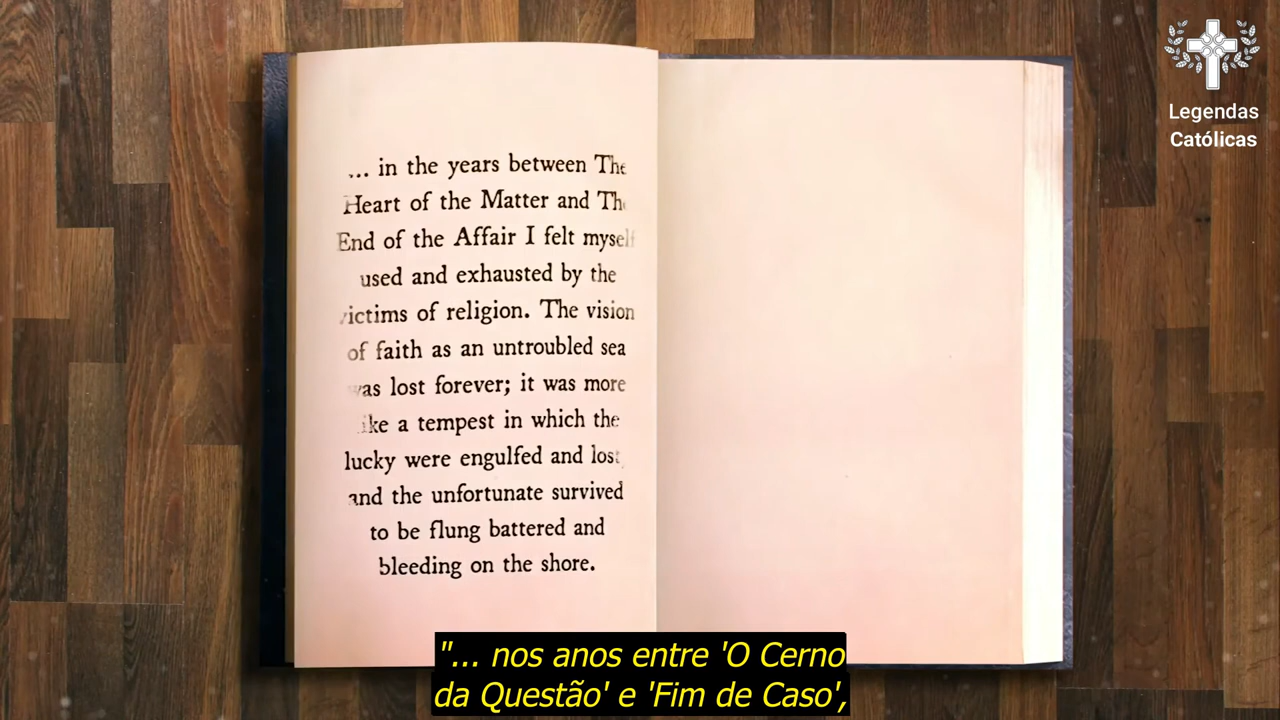 ... in the years between The
Heart of the Matter and The
End of the Affair I felt myself
used and exhausted by the
victims of religion. The vision
of faith as an untroubled sea
was lost forever; it was more
like a tempest in which the
lucky were engulfed and lost,
and the unfortunate survived
to be flung battered and
bleeding on the shore.
Legendas
Católicas
"... nos anos entre 'O Cerno
da Questão' e 'Fim de Caso',